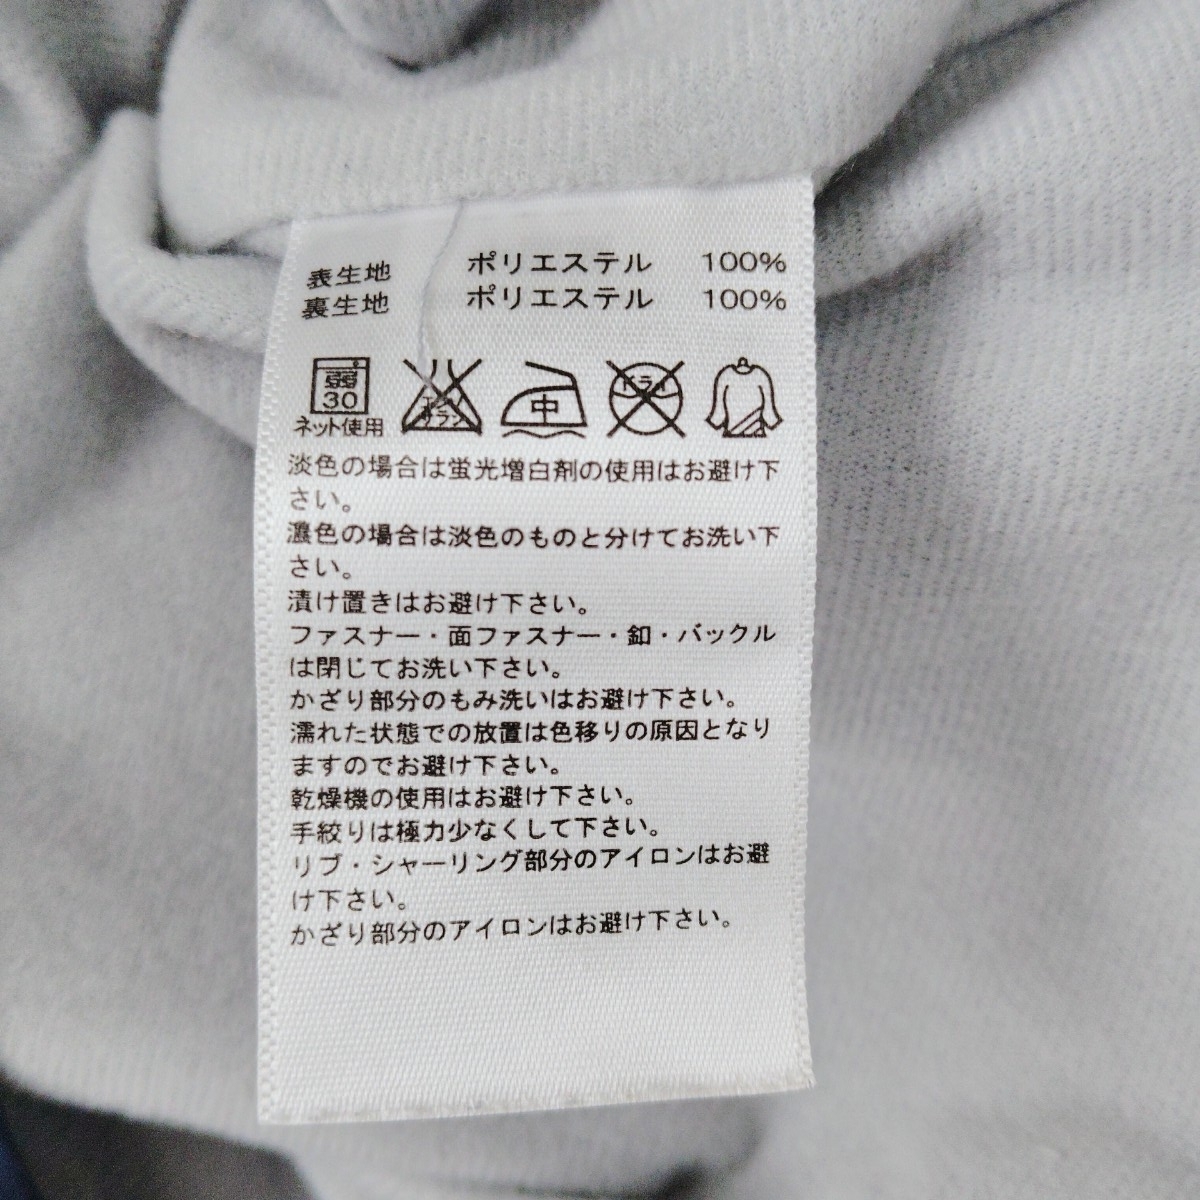 表生地 ポリエステル 100%
裏生地 ポリエステル 100%
弱
30
ネット使用
エンソ
サラシ
中
ドライ
淡色の場合は蛍光増白剤の使用はお避け下
さい。
濃色の場合は淡色のものと分けてお洗い下
さい。
漬け置きはお避け下さい。
ファスナー・面ファスナー・釦・バックル
は閉じてお洗い下さい。
かざり部分のもみ洗いはお避け下さい。
濡れた状態での放置は色移りの原因となり
ますのでお避け下さい。
乾燥機の使用はお避け下さい。
手絞りは極力少なくして下さい。
リブ・シャーリング部分のアイロンはお避
け下さい。
かざり部分のアイロンはお避け下さい。